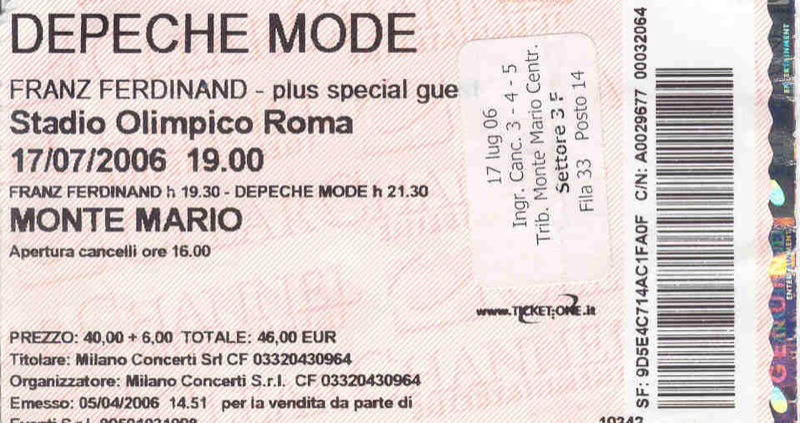 DEPECHE MODE
FRANZ FERDINAND - plus special gue
Stadio Olimpico Roma
17/07/2006 19.00
FRANZ FERDINAND h 19.30 - DEPECHE MODE h 21.30
MONTE MARIO
Apertura cancelli ore 16.00
www.TICKETONE.it
PREZZO: 40,00 + 6,00 TOTALE: 46,00 EUR
Titolare: Milano Concerti Srl CF 03320430964
Organizzatore: Milano Concerti S.r.l. CF 03320430964
Emesso: 05/04/2006 14.51 per la vendita da parte di
17 lug 06
Ingr. Canc. 3 - 4 - 5
Trib. Monte Mario Centr.
Settore 3 F
Fila 33 Posto 14
SF: 9D5E4C714AC1FA0F C/N: A0029677 00032064
ENTERTAINMENT
GENUINE
ENTERTAINMENT